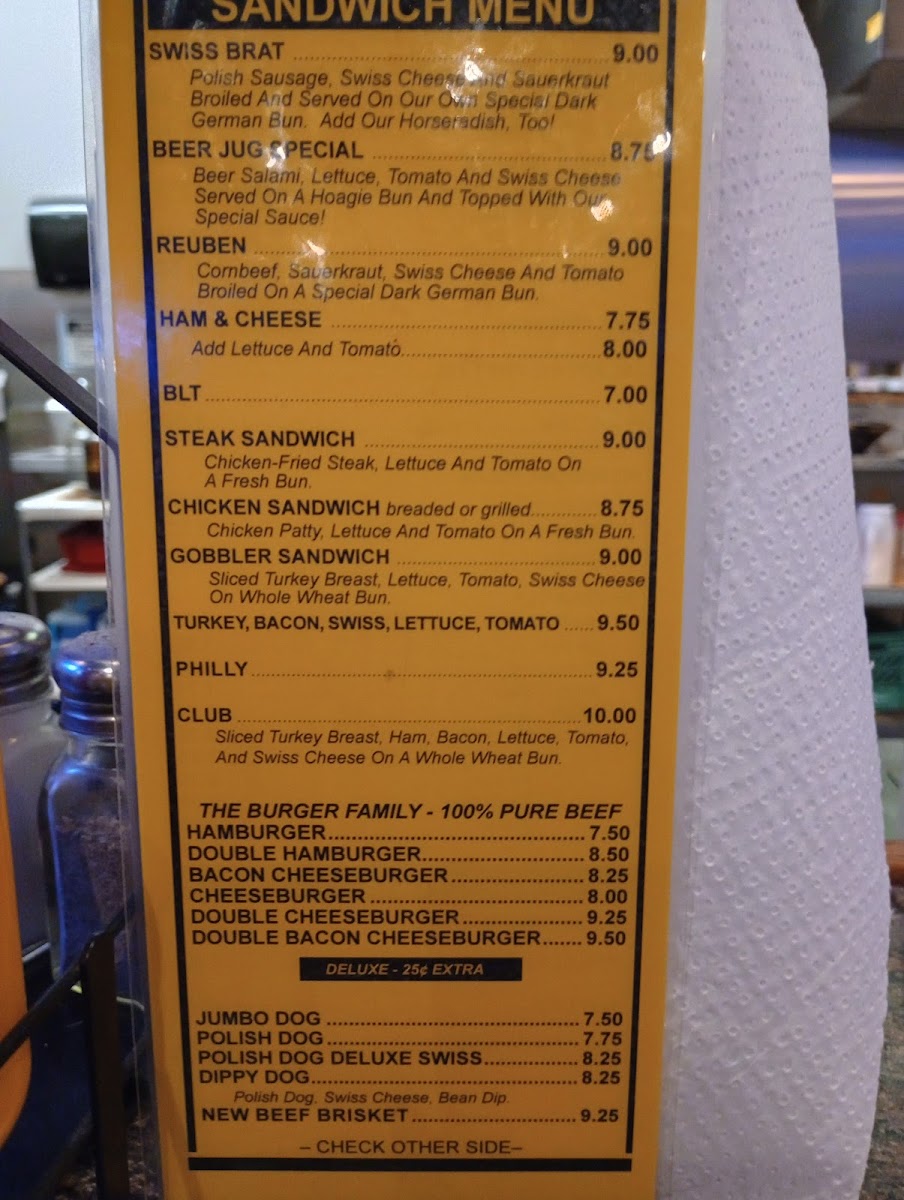 SANDWICH MENU
SWISS BRAT 9.00
Polish Sausage, Swiss Cheese And Sauerkraut
Broiled And Served On Our Own Special Dark
German Bun. Add Our Horseradish, Too!
BEER JUG SPECIAL 8.75
Beer Salami, Lettuce, Tomato And Swiss Cheese
Served On A Hoagie Bun And Topped With Our
Special Sauce!
REUBEN 9.00
Cornbeef, Sauerkraut, Swiss Cheese And Tomato
Broiled On A Special Dark German Bun.
HAM & CHEESE 7.75
Add Lettuce And Tomato 8.00
BLT 7.00
STEAK SANDWICH 9.00
Chicken-Fried Steak, Lettuce And Tomato On
A Fresh Bun.
CHICKEN SANDWICH breaded or grilled 8.75
Chicken Patty, Lettuce And Tomato On A Fresh Bun.
GOBBLER SANDWICH 9.00
Sliced Turkey Breast, Lettuce, Tomato, Swiss Cheese
On Whole Wheat Bun.
TURKEY, BACON, SWISS, LETTUCE, TOMATO 9.50
PHILLY 9.25
CLUB 10.00
Sliced Turkey Breast, Ham, Bacon, Lettuce, Tomato,
And Swiss Cheese On A Whole Wheat Bun.
THE BURGER FAMILY - 100% PURE BEEF
HAMBURGER 7.50
DOUBLE HAMBURGER 8.50
BACON CHEESEBURGER 8.25
CHEESEBURGER 8.00
DOUBLE CHEESEBURGER 9.25
DOUBLE BACON CHEESEBURGER 9.50
DELUXE - 25¢ EXTRA
JUMBO DOG 7.50
POLISH DOG 7.75
POLISH DOG DELUXE SWISS 8.25
DIPPY DOG 8.25
Polish Dog, Swiss Cheese, Bean Dip.
NEW BEEF BRISKET 9.25
– CHECK OTHER SIDE–